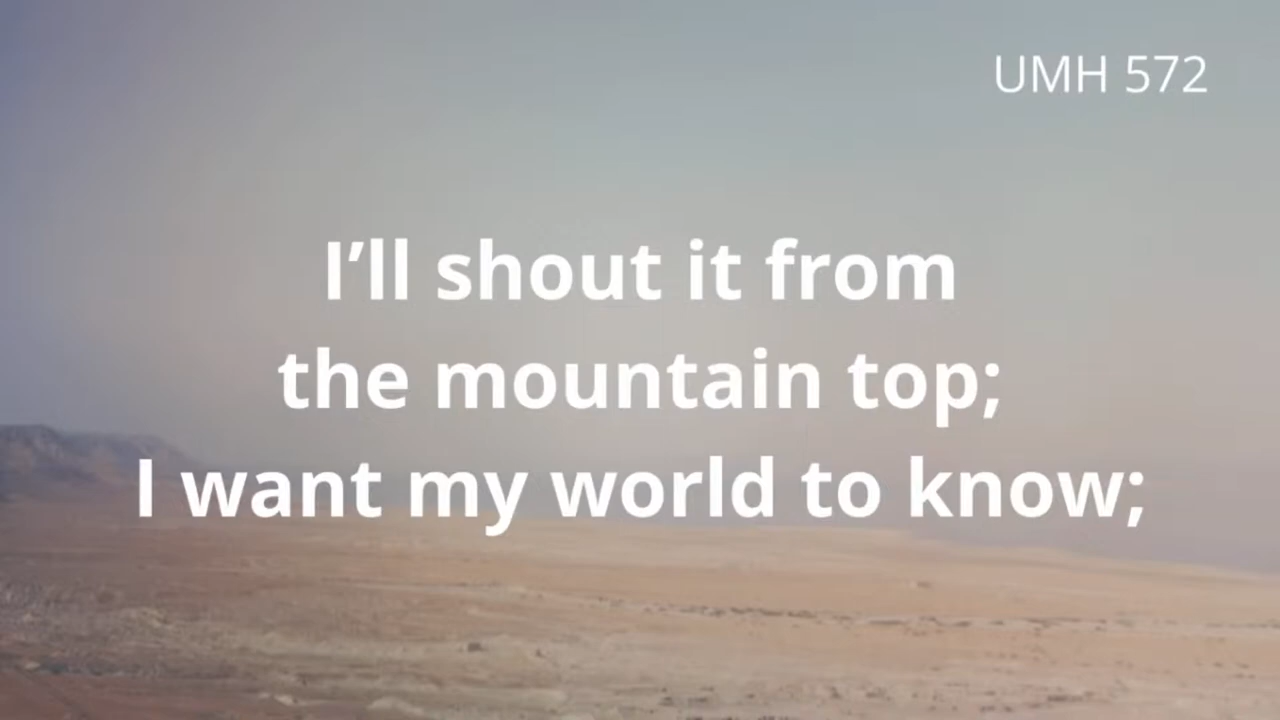 UMH 572
I’ll shout it from
the mountain top;
I want my world to know;